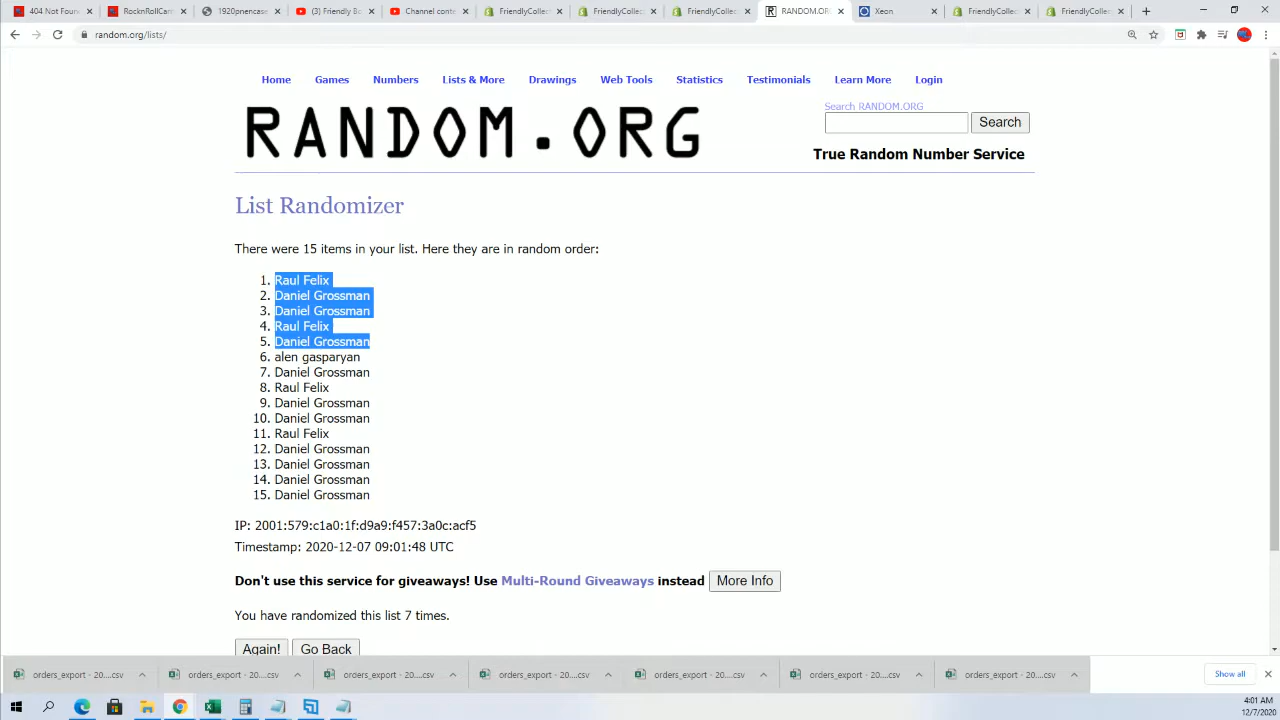 404 Not Foun
RocknRollCar
1920pnencase
(3) Friendly Bo
Channel conte
FriendlyCollec
FriendlyCollec
FriendlyCollec
RANDOM.OR
Xeon
FriendlyCollec
FriendlyCollec
random.org/lists/
Home Games Numbers Lists & More Drawings Web Tools Statistics Testimonials Learn More Login
RANDOM.ORG
Search RANDOM.ORG
Search
True Random Number Service
List Randomizer
There were 15 items in your list. Here they are in random order:
1. Raul Felix
2. Daniel Grossman
3. Daniel Grossman
4. Raul Felix
5. Daniel Grossman
6. alen gasparyan
7. Daniel Grossman
8. Raul Felix
9. Daniel Grossman
10. Daniel Grossman
11. Raul Felix
12. Daniel Grossman
13. Daniel Grossman
14. Daniel Grossman
15. Daniel Grossman
IP: 2001:579:c1a0:1f:d9a9:f457:3a0c:acf5
Timestamp: 2020-12-07 09:01:48 UTC
Don't use this service for giveaways! Use Multi-Round Giveaways instead More Info
You have randomized this list 7 times.
Again! Go Back
orders_export - 20....csv
orders_export - 20....csv
orders_export - 20....csv
orders_export - 20....csv
orders_export - 20....csv
orders_export - 20....csv
orders_export - 20....csv
Show all
4:01 AM
12/7/2020